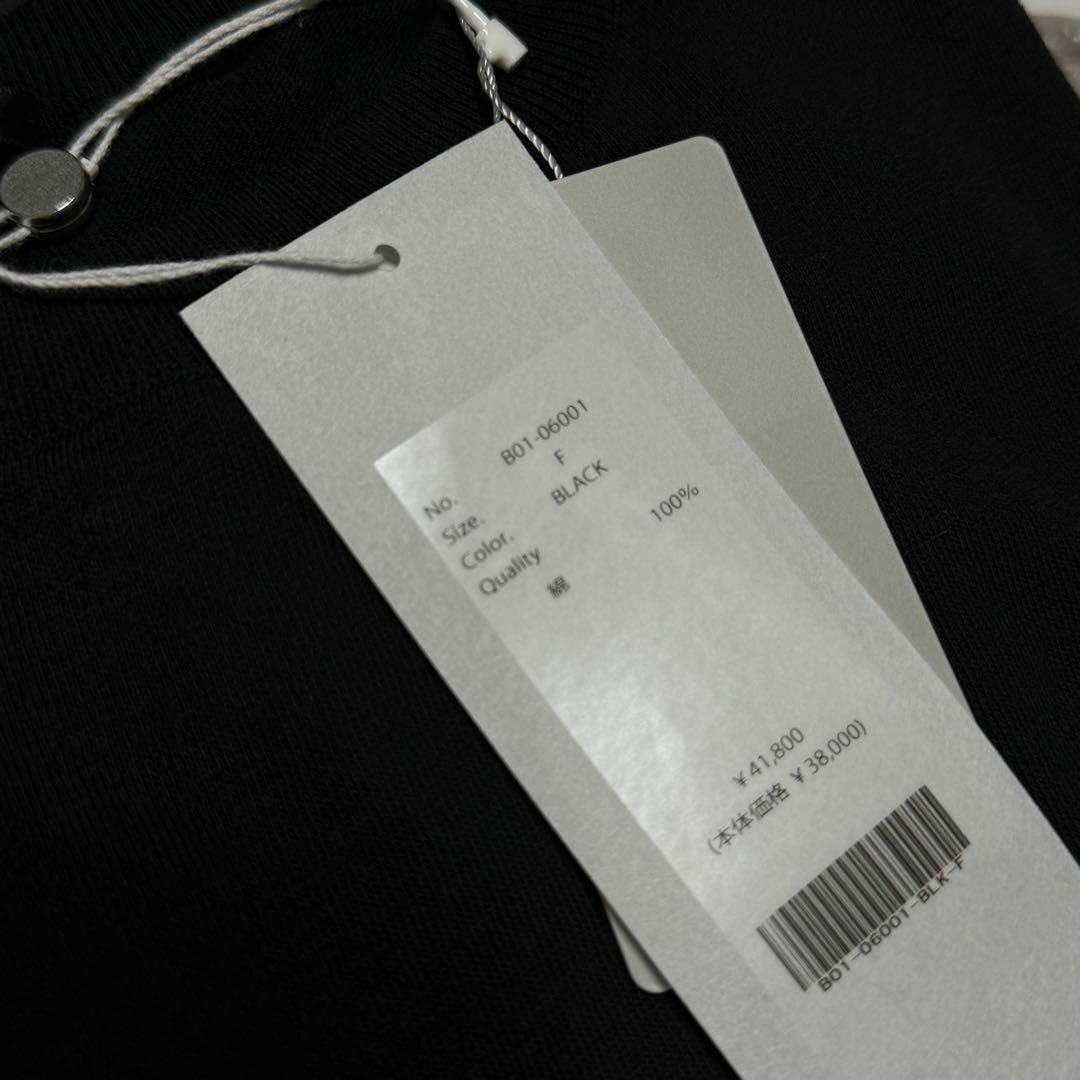 No. B01-06001
Size. F
Color. BLACK
Quality
綿 100%
¥41,800
(本体価格 ¥38,000)
B01-06001-BLK-F